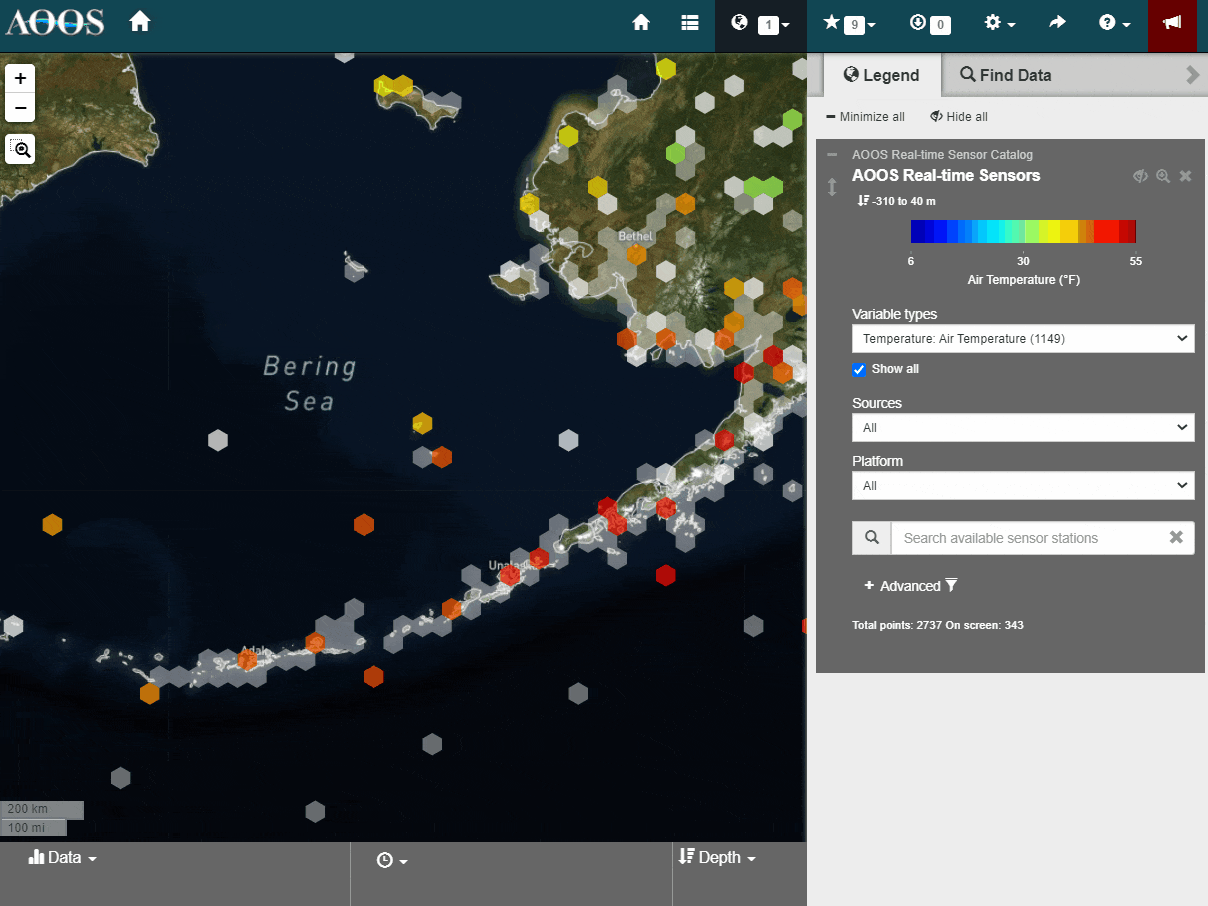 AOOS
1
9
0
+
−
Legend
Find Data
Minimize all
Hide all
AOOS Real-time Sensor Catalog
AOOS Real-time Sensors
-310 to 40 m
6 30 55
Air Temperature (°F)
Variable types
Temperature: Air Temperature (1149)
Show all
Sources
All
Platform
All
Search available sensor stations
+ Advanced
Total points: 2737 On screen: 343
Bethel
Bering
Sea
Adak
200 km
100 mi
Data
Depth